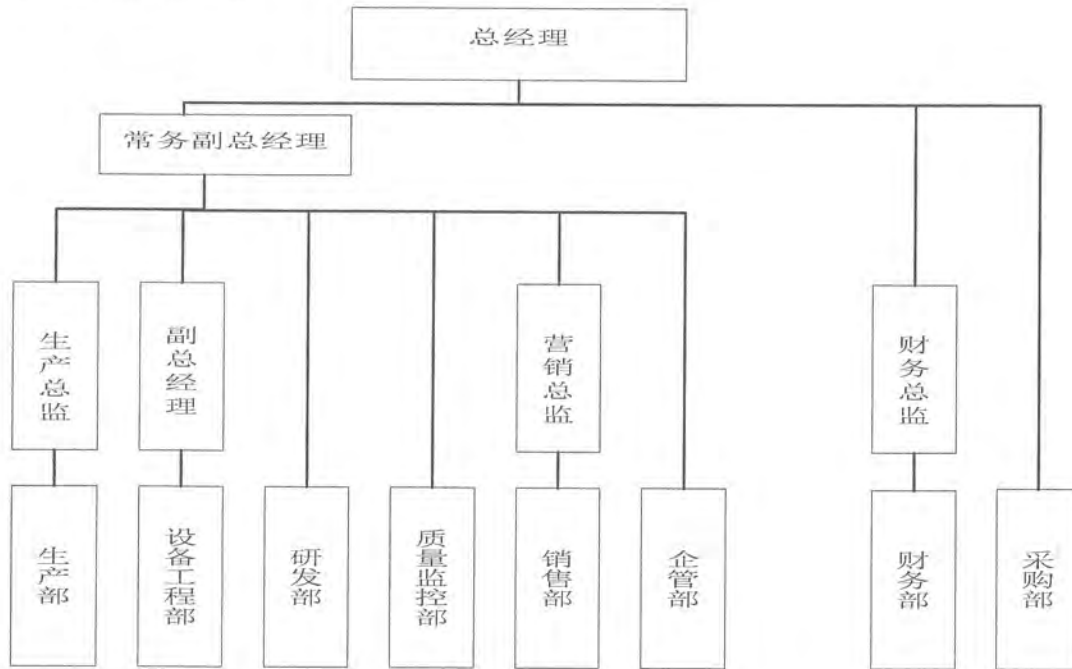 总经理
常务副总经理
生产总监
副总经理
营销总监
财务总监
生产部
设备工程部
研发部
质量监控部
销售部
企管部
财务部
采购部